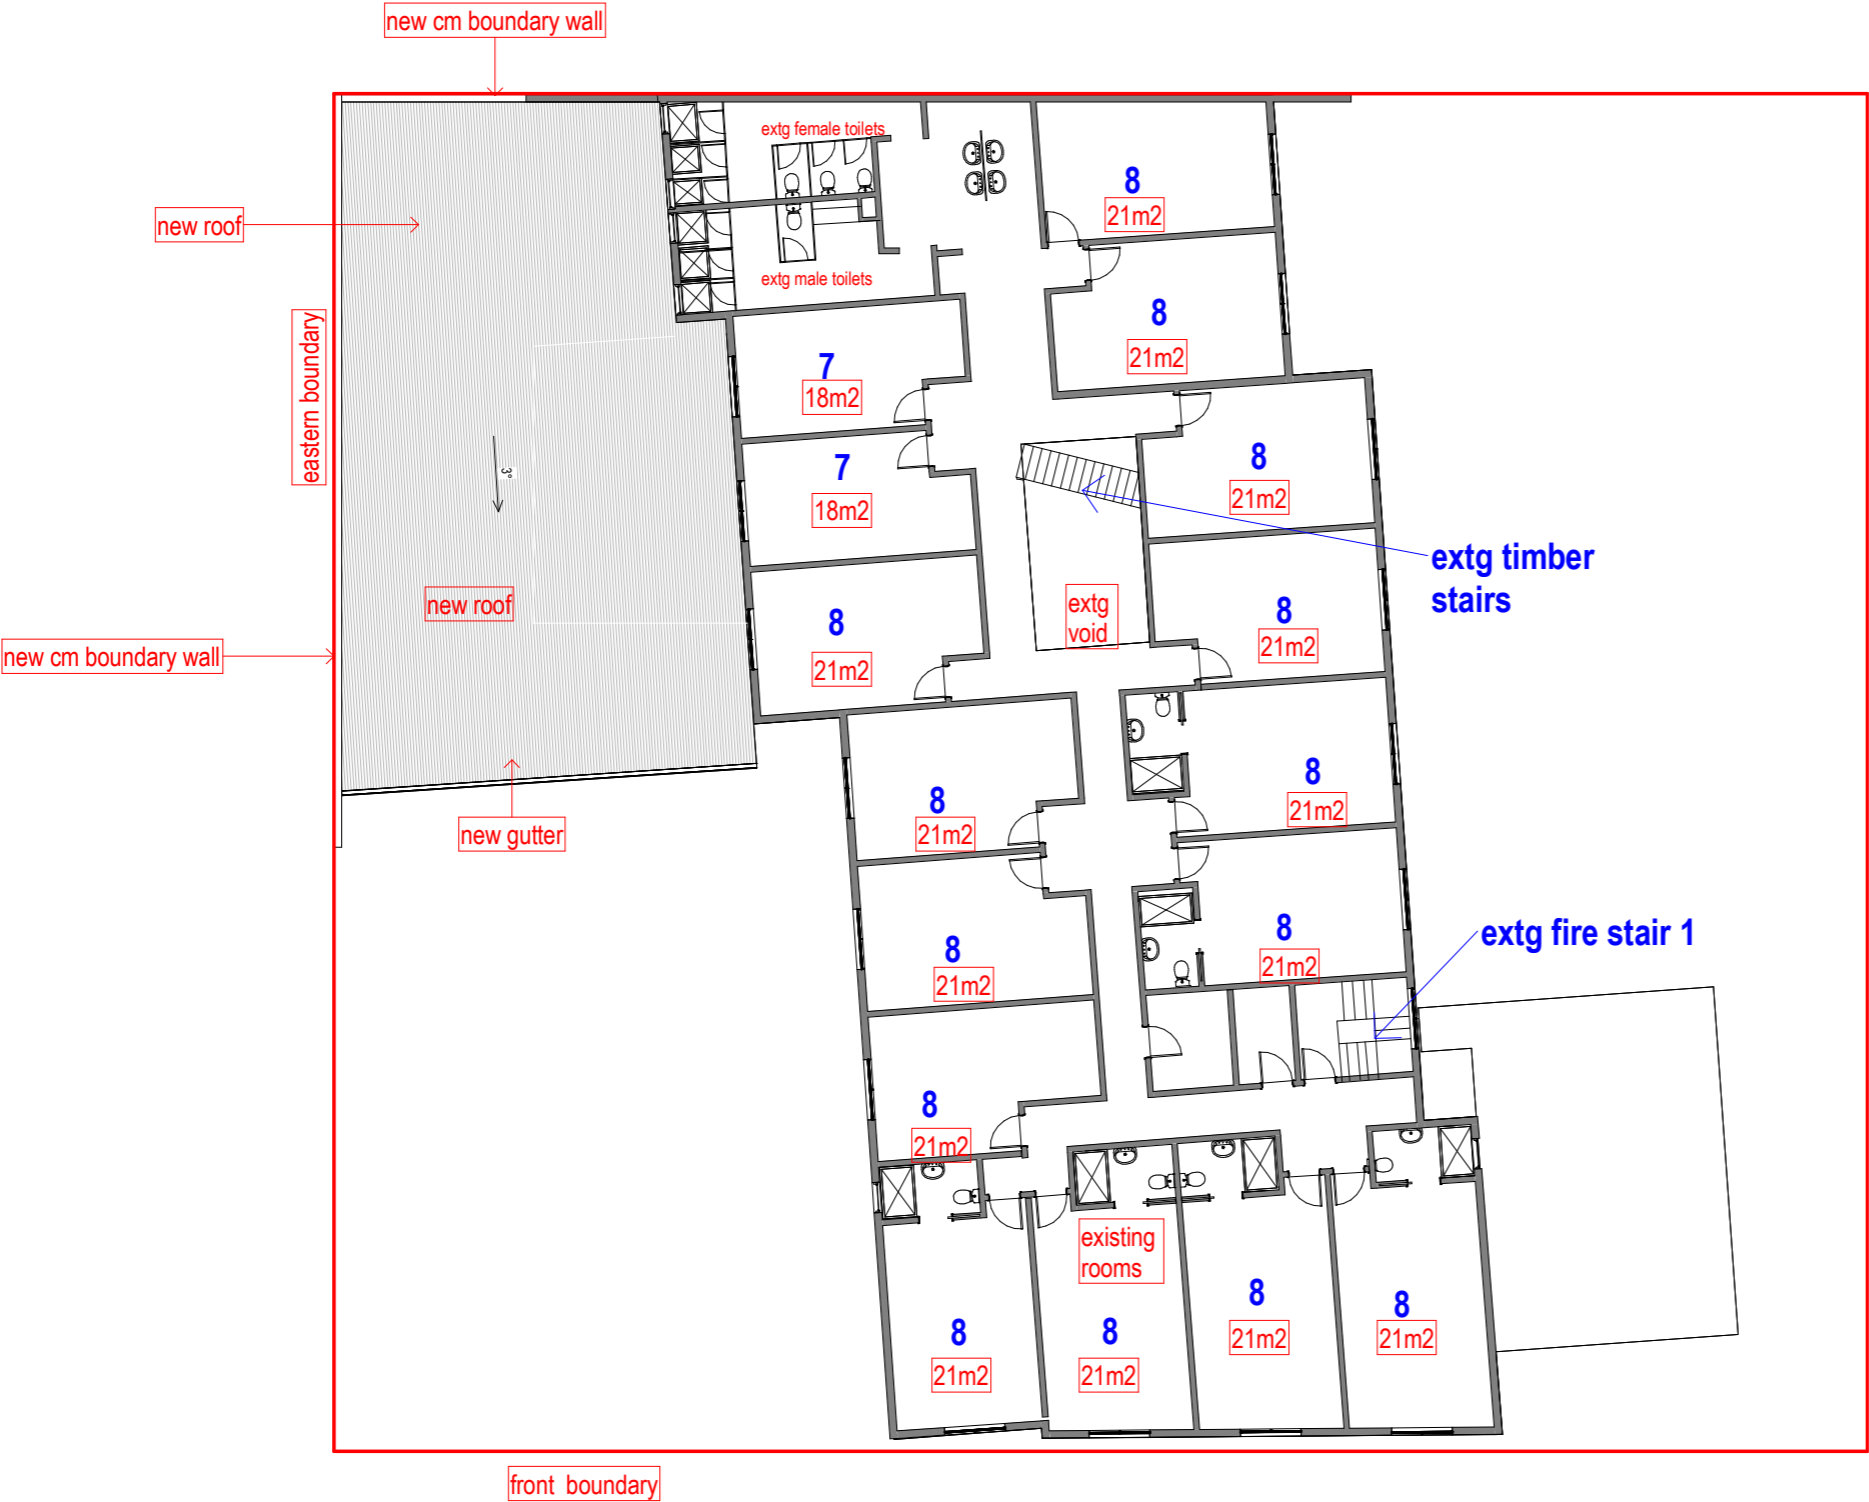 new cm boundary wall
extg female toilets
8
21m2
new roof
extg male toilets
8
21m2
eastern boundary
7
18m2
8
21m2
7
18m2
3°
extg timber
stairs
new roof
extg
void
8
21m2
8
21m2
new cm boundary wall
8
21m2
8
21m2
new gutter
8
21m2
extg fire stair 1
8
21m2
8
21m2
existing
rooms
8
21m2
8
21m2
8
21m2
8
21m2
front boundary